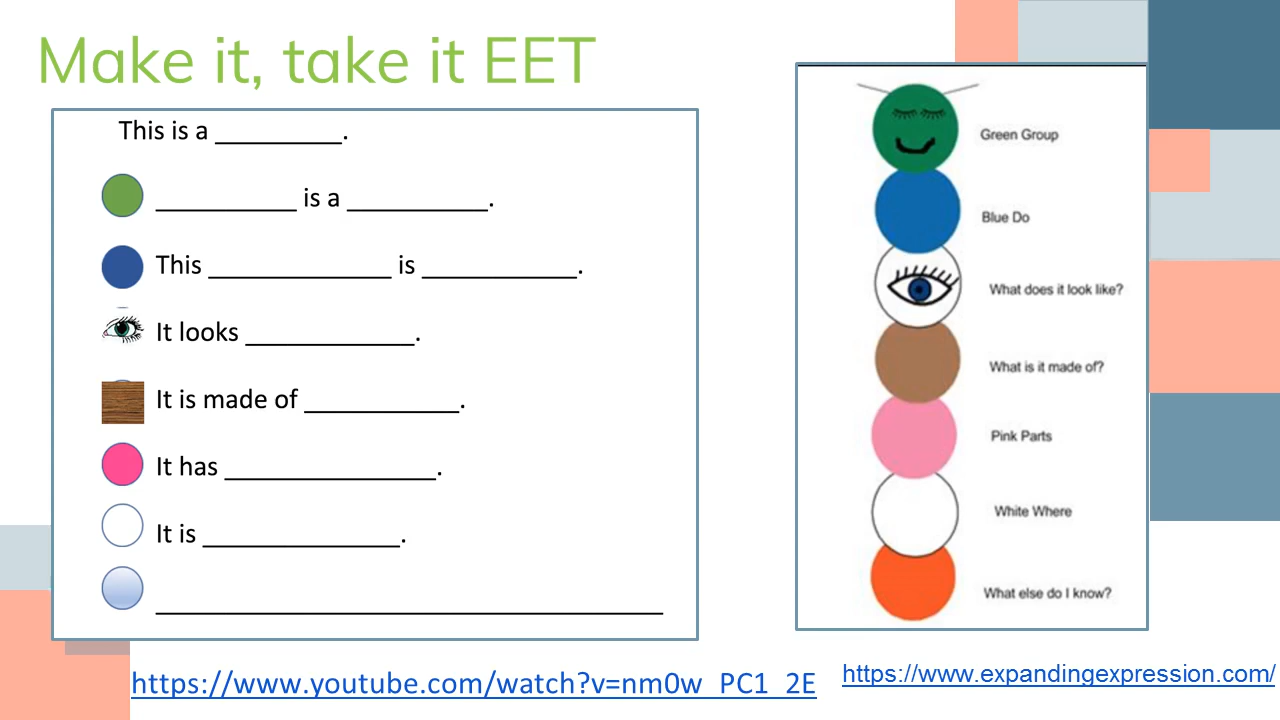 Make it, take it EET
This is a _________.
__________ is a __________.
This _____________ is ___________.
It looks ____________.
It is made of ___________.
It has _______________.
It is ______________.
____________________________________
Green Group
Blue Do
What does it look like?
What is it made of?
Pink Parts
White Where
What else do I know?
https://www.youtube.com/watch?v=nm0w_PC1_2E
https://www.expandingexpression.com/